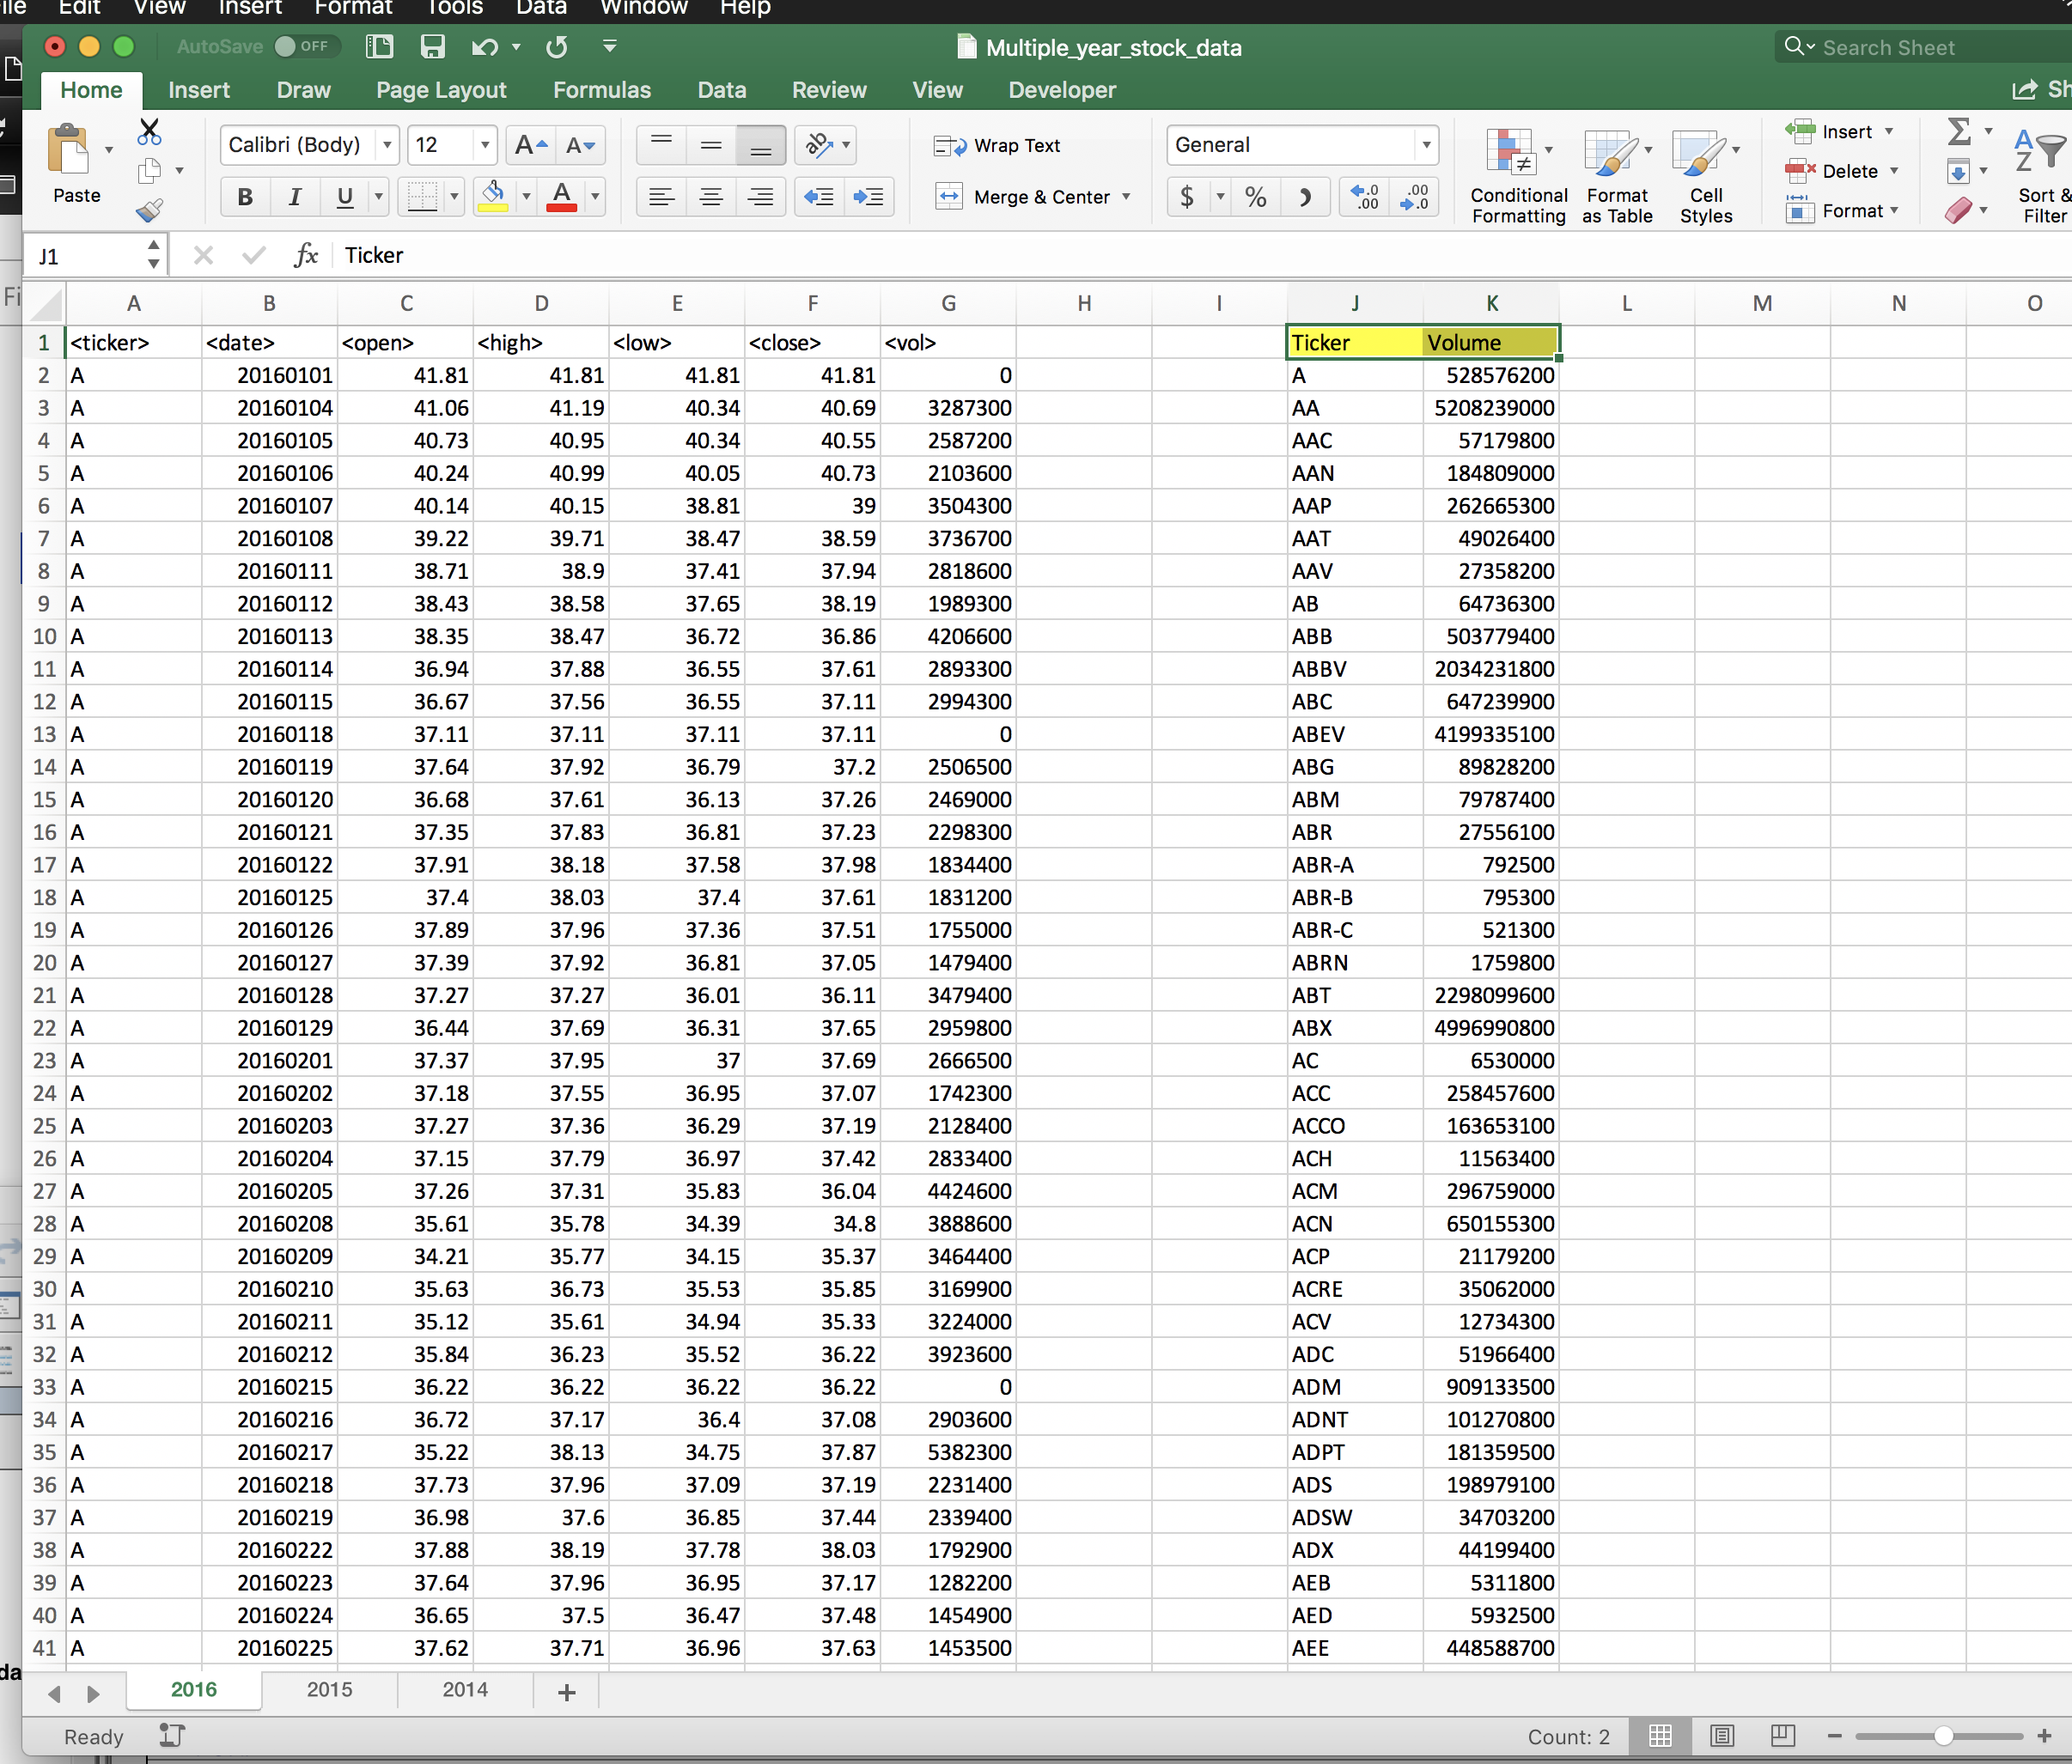 Edit View Insert Format Tools Data Window Help
AutoSave OFF Multiple_year_stock_data Search Sheet
Home Insert Draw Page Layout Formulas Data Review View Developer
Calibri (Body) 12 Wrap Text General Insert
Paste B I U Merge & Center $ % Conditional Formatting Format as Table Cell Styles Delete Format Sort & Filter
J1 fx Ticker
A B C D E F G H I J K L M N O
1 <ticker> <date> <open> <high> <low> <close> <vol> Ticker Volume
2 A 20160101 41.81 41.81 41.81 41.81 0 A 528576200
3 A 20160104 41.06 41.19 40.34 40.69 3287300 AA 5208239000
4 A 20160105 40.73 40.95 40.34 40.55 2587200 AAC 57179800
5 A 20160106 40.24 40.99 40.05 40.73 2103600 AAN 184809000
6 A 20160107 40.14 40.15 38.81 39 3504300 AAP 262665300
7 A 20160108 39.22 39.71 38.47 38.59 3736700 AAT 49026400
8 A 20160111 38.71 38.9 37.41 37.94 2818600 AAV 27358200
9 A 20160112 38.43 38.58 37.65 38.19 1989300 AB 64736300
10 A 20160113 38.35 38.47 36.72 36.86 4206600 ABB 503779400
11 A 20160114 36.94 37.88 36.55 37.61 2893300 ABBV 2034231800
12 A 20160115 36.67 37.56 36.55 37.11 2994300 ABC 647239900
13 A 20160118 37.11 37.11 37.11 37.11 0 ABEV 4199335100
14 A 20160119 37.64 37.92 36.79 37.2 2506500 ABG 89828200
15 A 20160120 36.68 37.61 36.13 37.26 2469000 ABM 79787400
16 A 20160121 37.35 37.83 36.81 37.23 2298300 ABR 27556100
17 A 20160122 37.91 38.18 37.58 37.98 1834400 ABR-A 792500
18 A 20160125 37.4 38.03 37.4 37.61 1831200 ABR-B 795300
19 A 20160126 37.89 37.96 37.36 37.51 1755000 ABR-C 521300
20 A 20160127 37.39 37.92 36.81 37.05 1479400 ABRN 1759800
21 A 20160128 37.27 37.27 36.01 36.11 3479400 ABT 2298099600
22 A 20160129 36.44 37.69 36.31 37.65 2959800 ABX 4996990800
23 A 20160201 37.37 37.95 37 37.69 2666500 AC 6530000
24 A 20160202 37.18 37.55 36.95 37.07 1742300 ACC 258457600
25 A 20160203 37.27 37.36 36.29 37.19 2128400 ACCO 163653100
26 A 20160204 37.15 37.79 36.97 37.42 2833400 ACH 11563400
27 A 20160205 37.26 37.31 35.83 36.04 4424600 ACM 296759000
28 A 20160208 35.61 35.78 34.39 34.8 3888600 ACN 650155300
29 A 20160209 34.21 35.77 34.15 35.37 3464400 ACP 21179200
30 A 20160210 35.63 36.73 35.53 35.85 3169900 ACRE 35062000
31 A 20160211 35.12 35.61 34.94 35.33 3224000 ACV 12734300
32 A 20160212 35.84 36.23 35.52 36.22 3923600 ADC 51966400
33 A 20160215 36.22 36.22 36.22 36.22 0 ADM 909133500
34 A 20160216 36.72 37.17 36.4 37.08 2903600 ADNT 101270800
35 A 20160217 35.22 38.13 34.75 37.87 5382300 ADPT 181359500
36 A 20160218 37.73 37.96 37.09 37.19 2231400 ADS 198979100
37 A 20160219 36.98 37.6 36.85 37.44 2339400 ADSW 34703200
38 A 20160222 37.88 38.19 37.78 38.03 1792900 ADX 44199400
39 A 20160223 37.64 37.96 36.95 37.17 1282200 AEB 5311800
40 A 20160224 36.65 37.5 36.47 37.48 1454900 AED 5932500
41 A 20160225 37.62 37.71 36.96 37.63 1453500 AEE 448588700
2016 2015 2014 +
Ready Count: 2